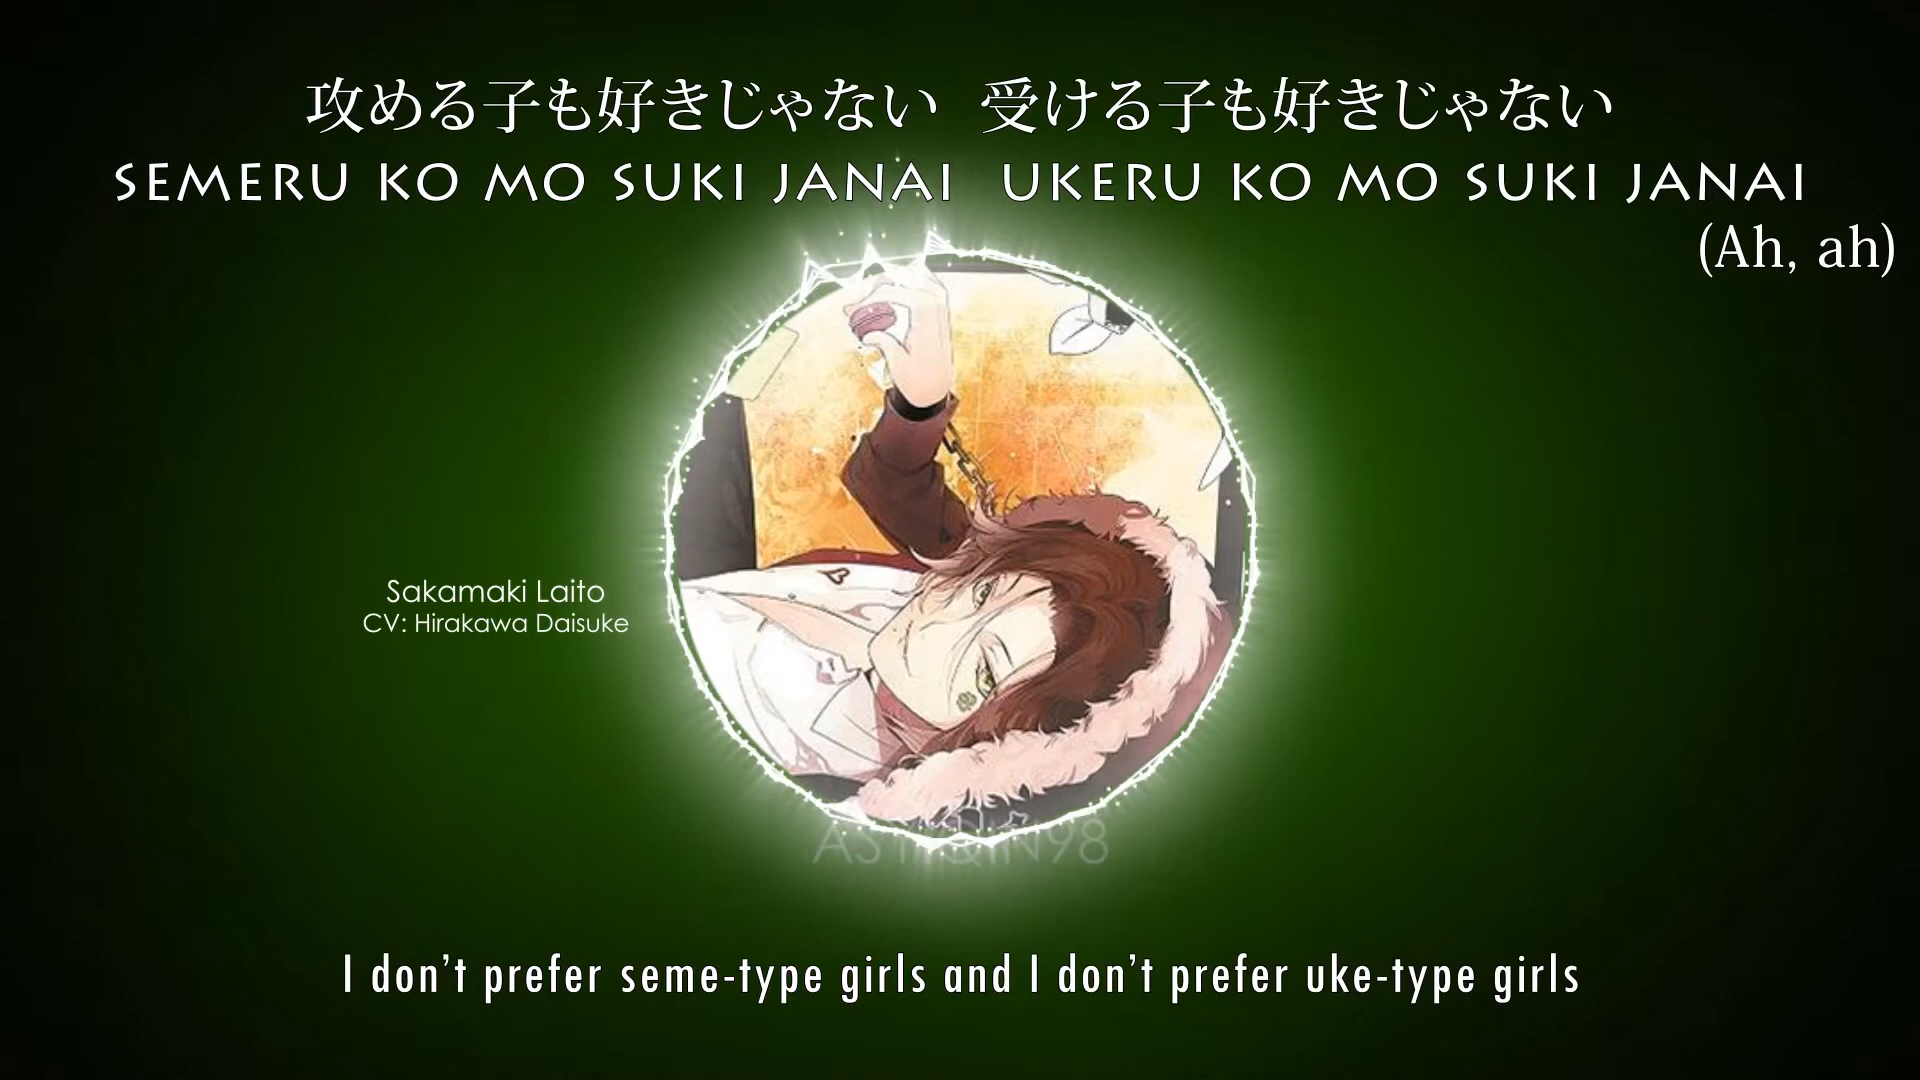 攻める子も好きじゃない 受ける子も好きじゃない
SEMERU KO MO SUKI JANAI UKERU KO MO SUKI JANAI
(Ah, ah)
Sakamaki Laito
CV: Hirakawa Daisuke
I don't prefer seme-type girls and I don't prefer uke-type girls